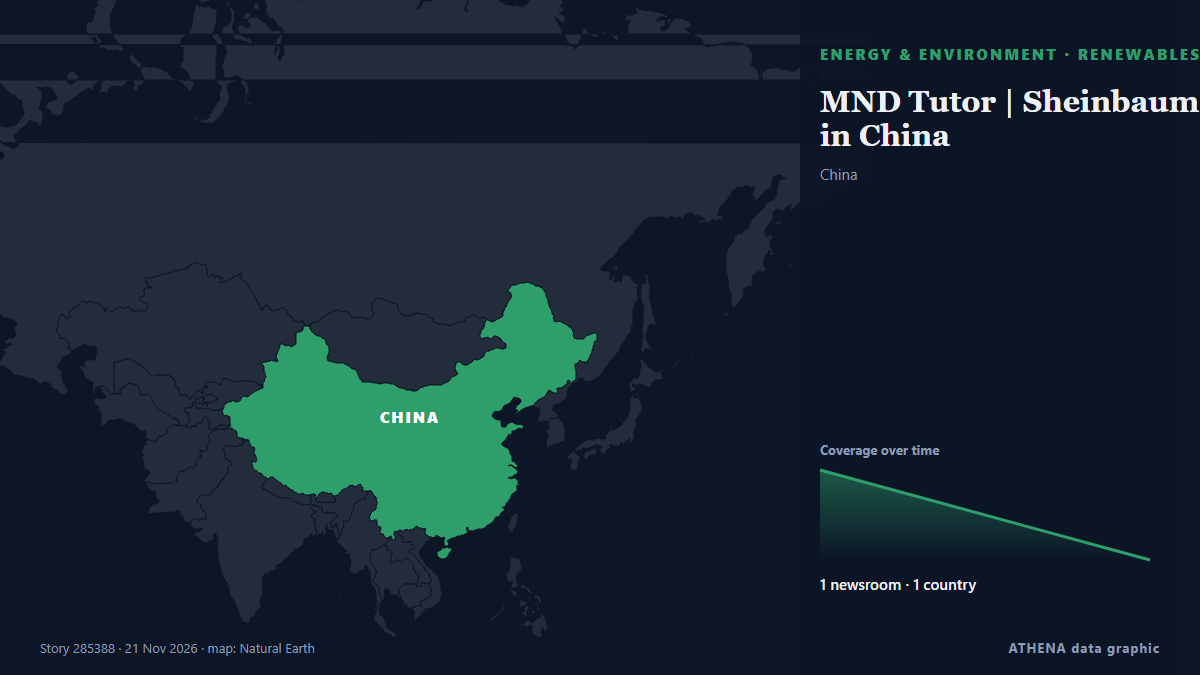 ENERGY & ENVIRONMENT · RENEWABLES
MND Tutor | Sheinbaum
in China
China
CHINA
Coverage over time
1 newsroom · 1 country
Story 285388 · 21 Nov 2026 · map: Natural Earth
ATHENA data graphic